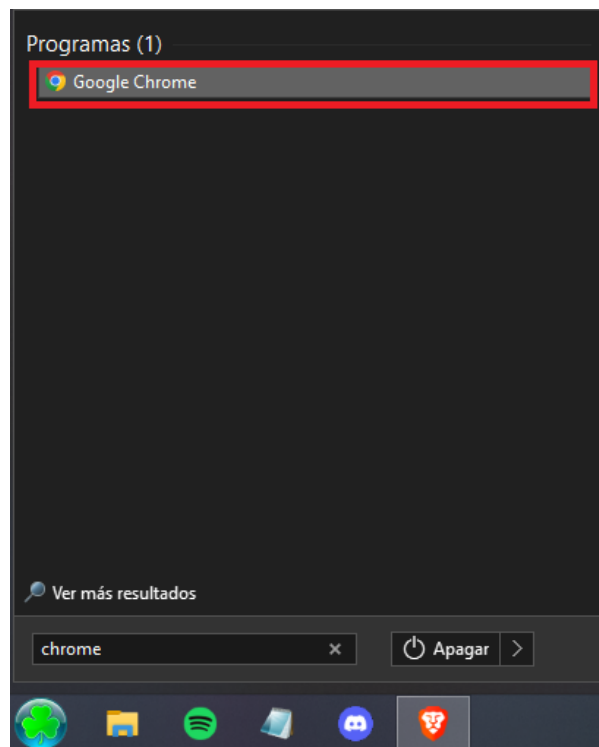 Programas (1)
Google Chrome
Ver más resultados
chrome
Apagar